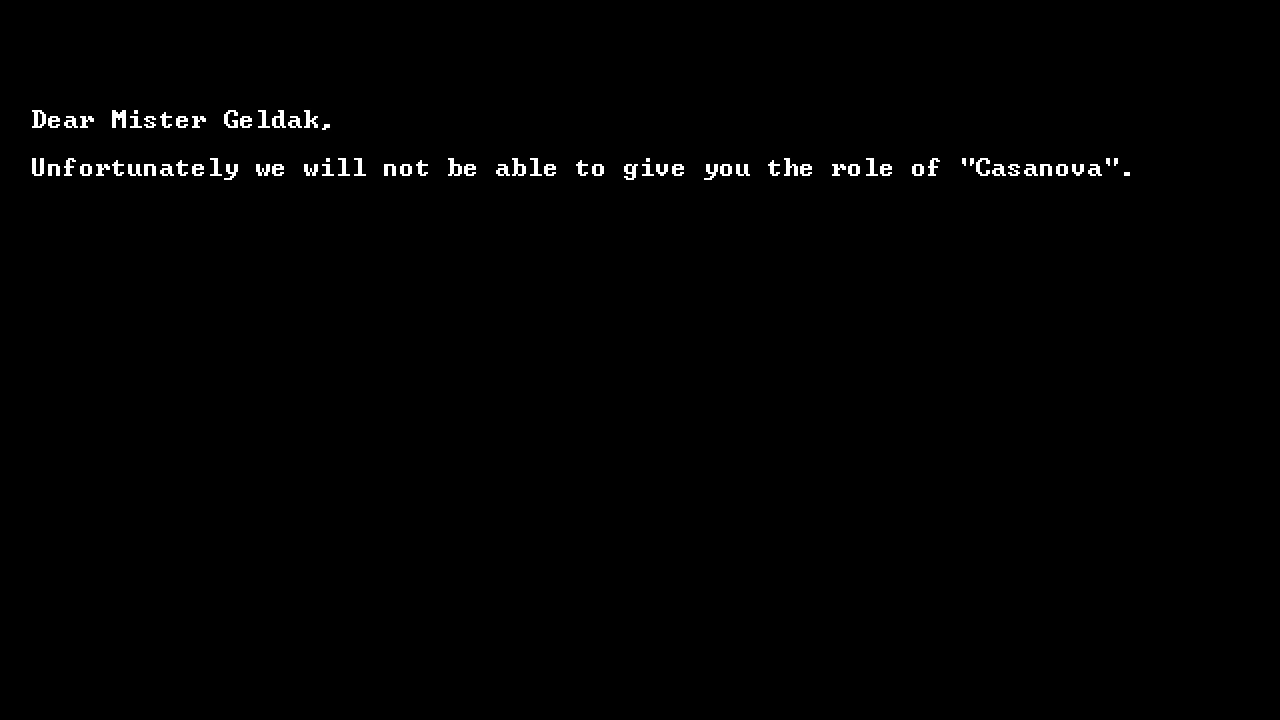 Dear Mister Geldak,
Unfortunately we will not be able to give you the role of "Casanova".